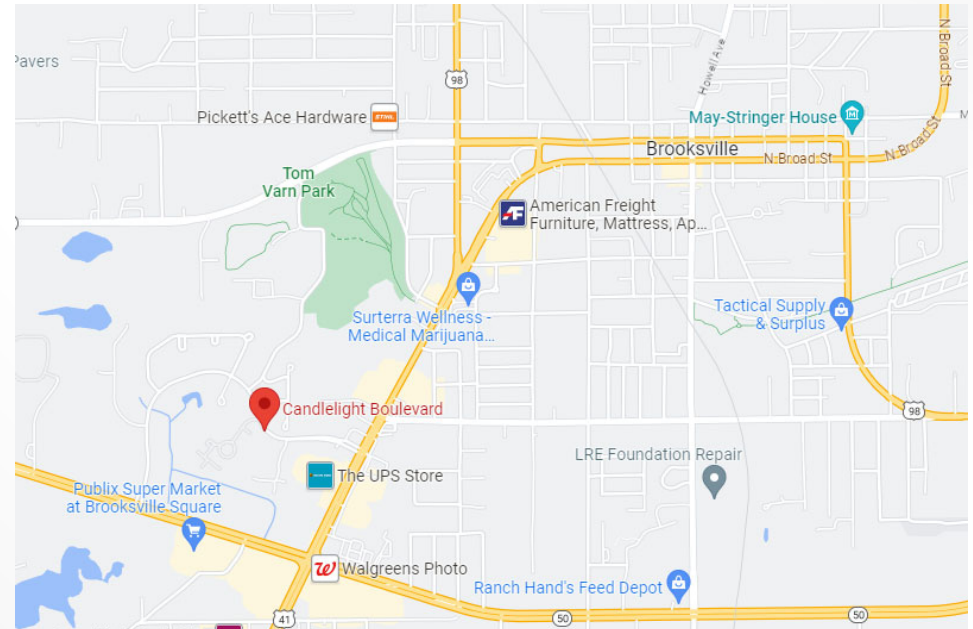 Pavers
98
Howell Ave
N Broad St
Pickett's Ace Hardware
STIHL
May-Stringer House
Brooksville
N Broad St
N Broad St
M
Tom
Varn Park
American Freight
Furniture, Mattress, Ap...
Surterra Wellness -
Medical Marijuana...
Tactical Supply
& Surplus
Candlelight Boulevard
98
LRE Foundation Repair
The UPS Store
Publix Super Market
at Brooksville Square
Walgreens Photo
Ranch Hand's Feed Depot
41
50
50